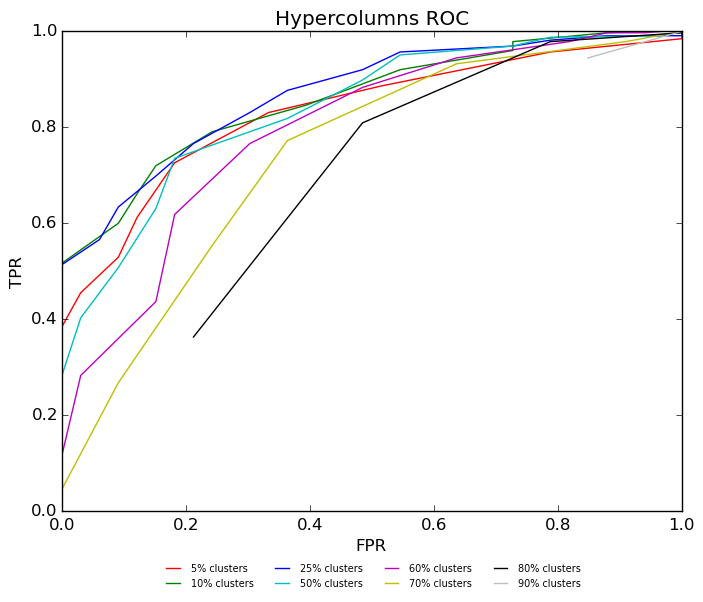 Hypercolumns ROC
1.0
0.8
0.6
TPR
0.4
0.2
0.0
0.0 0.2 0.4 0.6 0.8 1.0
FPR
5% clusters 25% clusters 60% clusters 80% clusters
10% clusters 50% clusters 70% clusters 90% clusters